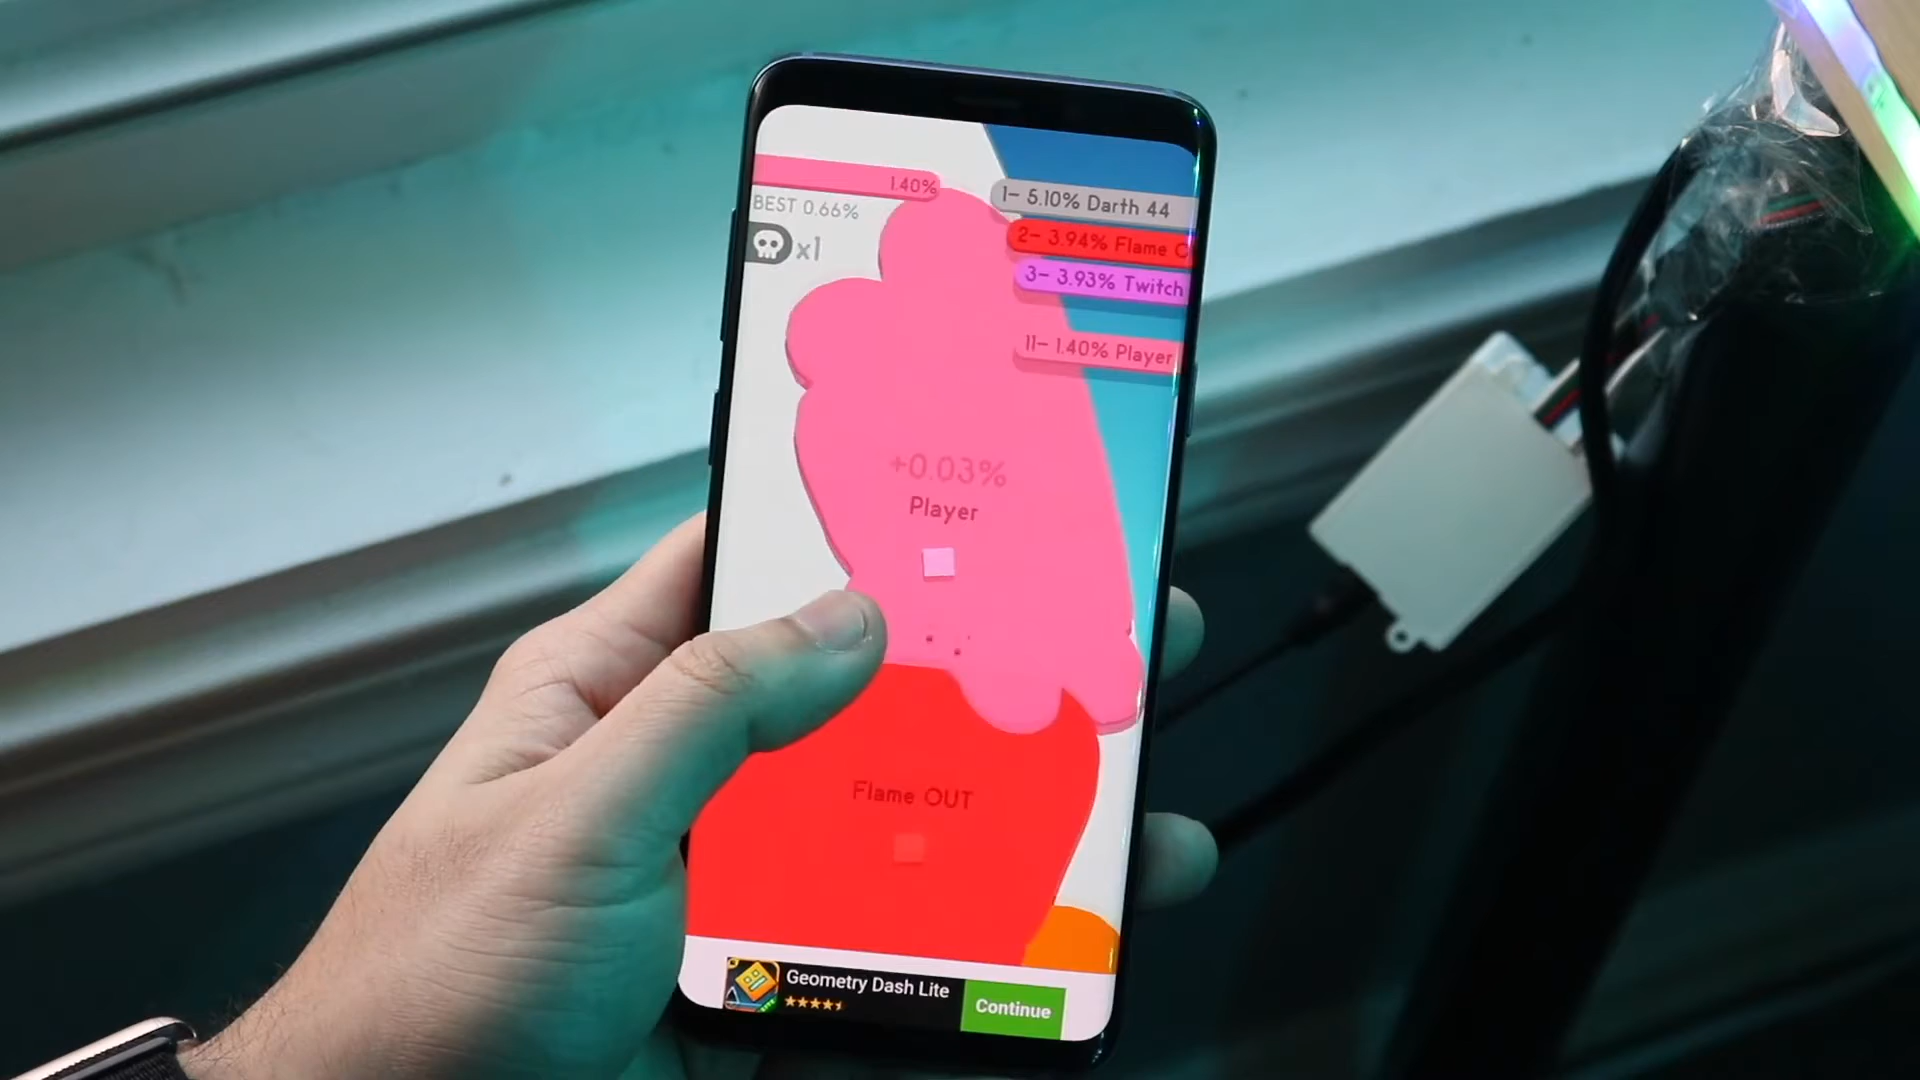 1.40%
BEST 0.66%
x1
1- 5.10% Darth 44
2- 3.94% Flame
3- 3.93% Twitch
11- 1.40% Player
+0.03%
Player
Flame OUT
Geometry Dash Lite
Continue